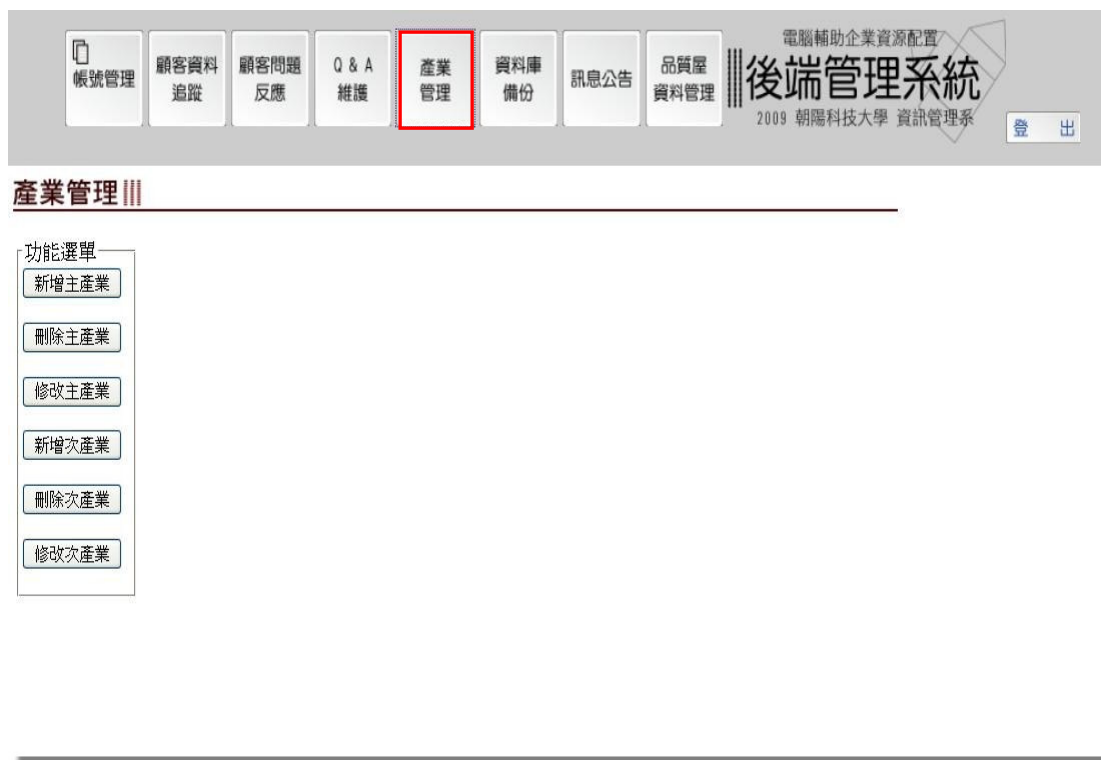 帳號管理
顧客資料
追蹤
顧客問題
反應
Q & A
維護
產業
管理
資料庫
備份
訊息公告
品質屋
資料管理
電腦輔助企業資源配置
後端管理系統
2009 朝陽科技大學 資訊管理系
登 出
產業管理
功能選單
新增主產業
刪除主產業
修改主產業
新增次產業
刪除次產業
修改次產業